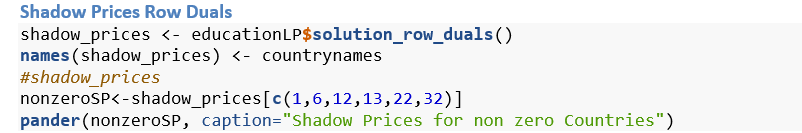 Shadow Prices Row Duals
shadow_prices <- educationLP$solution_row_duals()
names(shadow_prices) <- countrynames
#shadow_prices
nonzeroSP<-shadow_prices[c(1,6,12,13,22,32)]
pander(nonzeroSP, caption="Shadow Prices for non zero Countries")